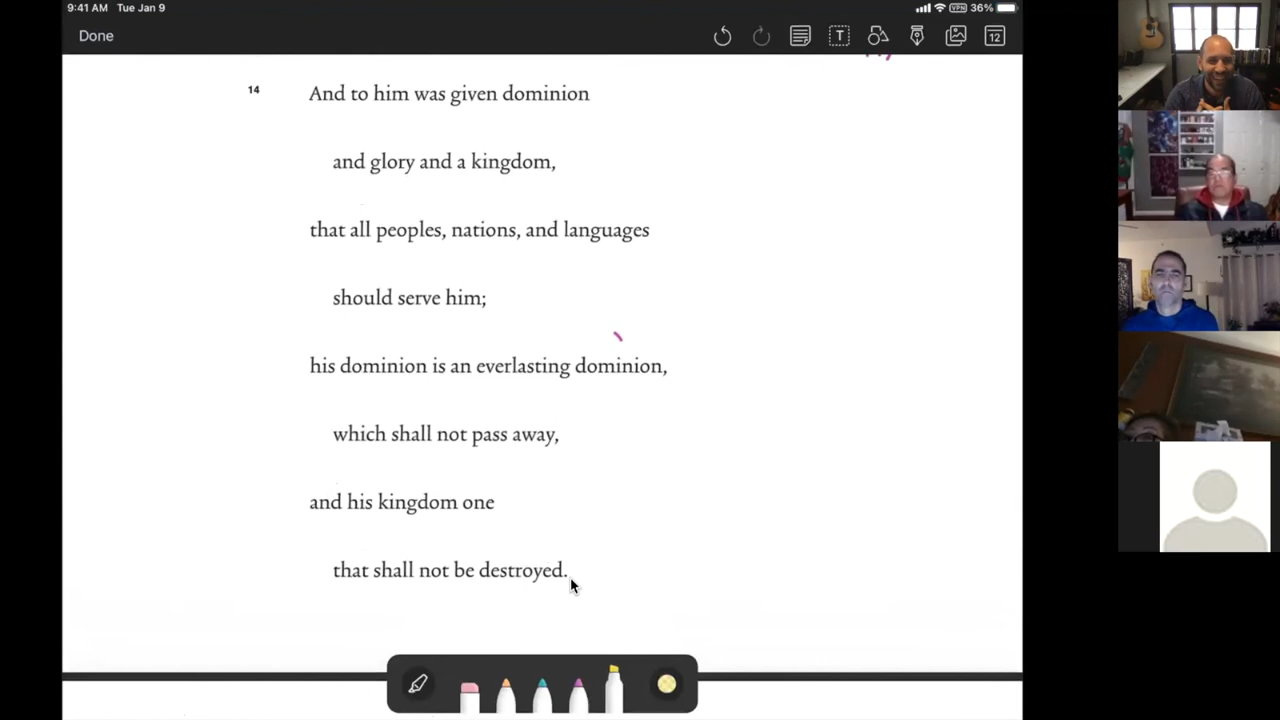 9:41 AM Tue Jan 9
VPN 36%
Done
T
12
14 And to him was given dominion
and glory and a kingdom,
that all peoples, nations, and languages
should serve him;
his dominion is an everlasting dominion,
which shall not pass away,
and his kingdom one
that shall not be destroyed.